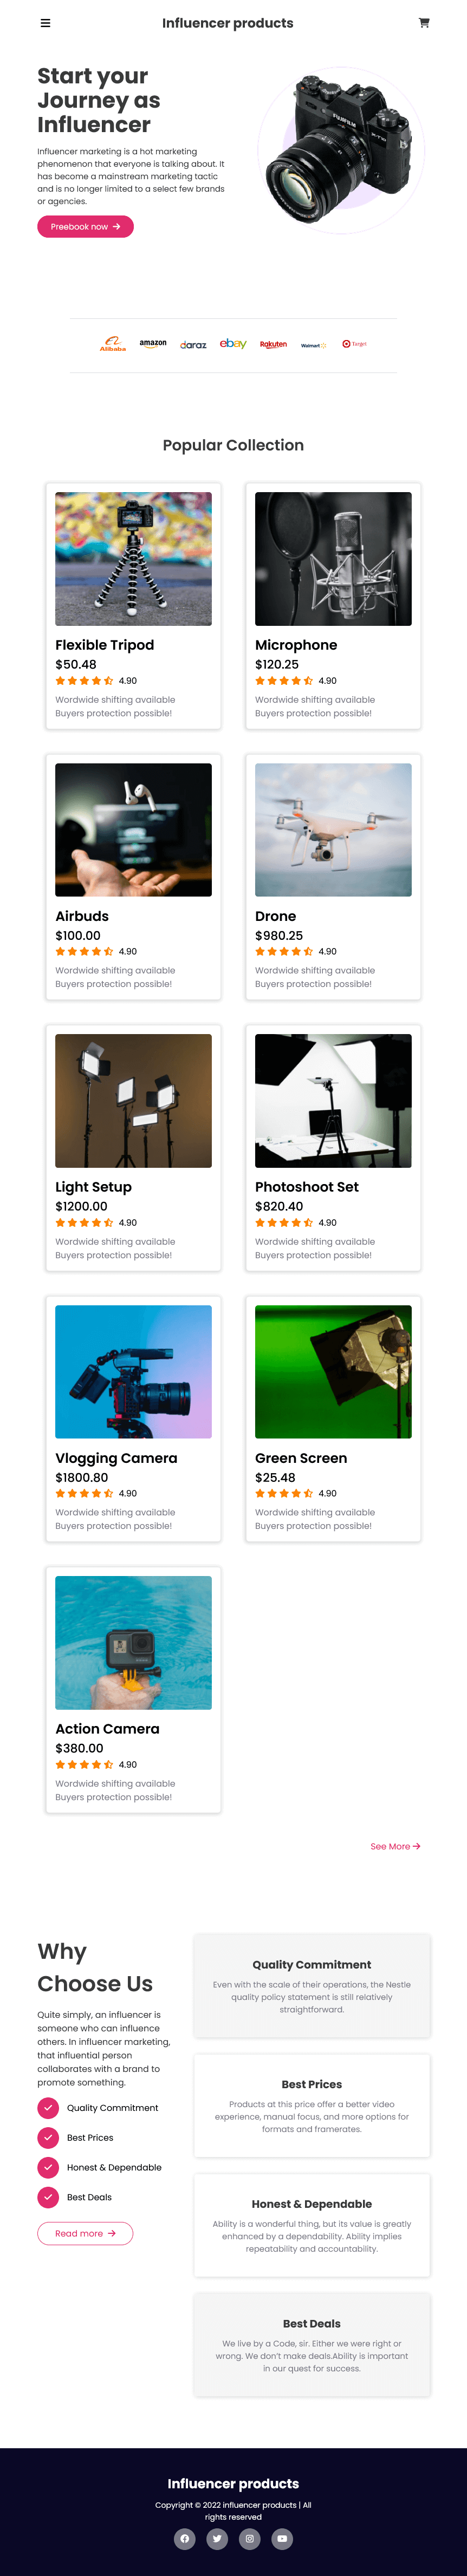 Influencer products
Start your
Journey as
Influencer
Influencer marketing is a hot marketing
phenomenon that everyone is talking about. It
has become a mainstream marketing tactic
and is no longer limited to a select few brands
or agencies.
Preebook now
FUJIFILM
Alibaba
amazon
daraz
ebay
Rakuten
Walmart
Target
Popular Collection
Flexible Tripod
$50.48
4.90
Wordwide shifting available
Buyers protection possible!
Microphone
$120.25
4.90
Wordwide shifting available
Buyers protection possible!
Airbuds
$100.00
4.90
Wordwide shifting available
Buyers protection possible!
Drone
$980.25
4.90
Wordwide shifting available
Buyers protection possible!
Light Setup
$1200.00
4.90
Wordwide shifting available
Buyers protection possible!
Photoshoot Set
$820.40
4.90
Wordwide shifting available
Buyers protection possible!
Vlogging Camera
$1800.80
4.90
Wordwide shifting available
Buyers protection possible!
Green Screen
$25.48
4.90
Wordwide shifting available
Buyers protection possible!
Action Camera
$380.00
4.90
Wordwide shifting available
Buyers protection possible!
See More
Why
Choose Us
Quite simply, an influencer is
someone who can influence
others. In influencer marketing,
that influential person
collaborates with a brand to
promote something.
Quality Commitment
Best Prices
Honest & Dependable
Best Deals
Read more
Quality Commitment
Even with the scale of their operations, the Nestle
quality policy statement is still relatively
straightforward.
Best Prices
Products at this price offer a better video
experience, manual focus, and more options for
formats and framerates.
Honest & Dependable
Ability is a wonderful thing, but its value is greatly
enhanced by a dependability. Ability implies
repeatability and accountability.
Best Deals
We live by a Code, sir. Either we were right or
wrong. We don't make deals.Ability is important
in our quest for success.
Influencer products
Copyright © 2022 influencer products | All
rights reserved